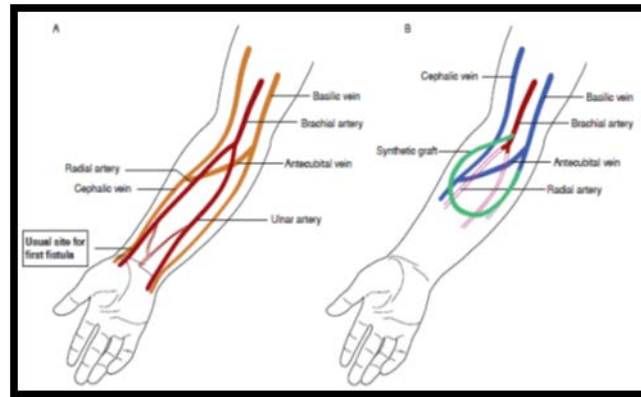 A
Basilic vein
Brachial artery
Radial artery
Cephalic vein
Antecubital vein
Ulnar artery
Usual site for
first fistula
B
Cephalic vein
Basilic vein
Brachial artery
Synthetic graft
Antecubital vein
Radial artery